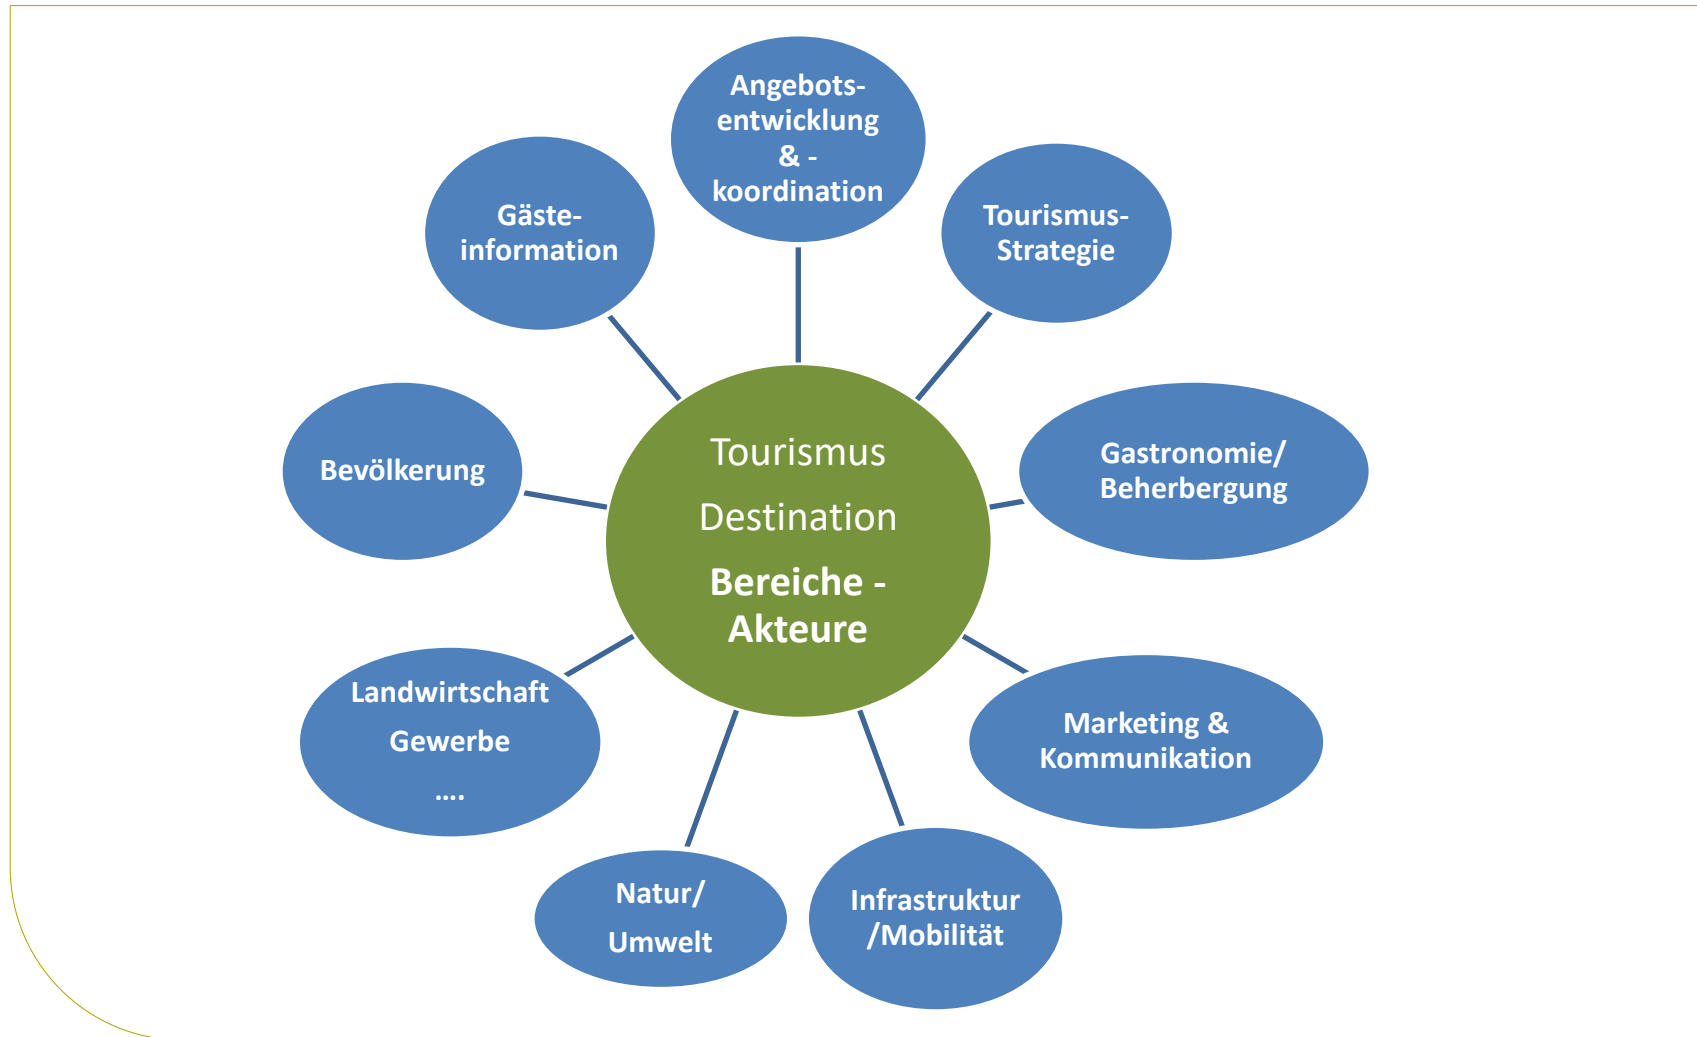 Angebots-
entwicklung
& -
koordination
Tourismus-
Strategie
Gastronomie/
Beherbergung
Marketing &
Kommunikation
Infrastruktur
/Mobilität
Natur/
Umwelt
Landwirtschaft
Gewerbe
....
Bevölkerung
Gäste-
information
Tourismus
Destination
Bereiche -
Akteure